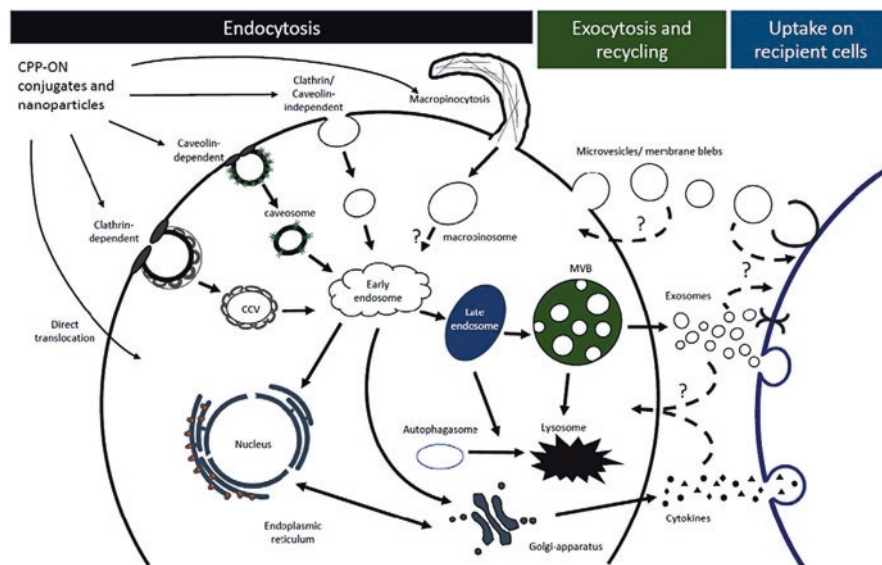 Endocytosis
Exocytosis and
recycling
Uptake on
recipient cells
CPP-ON
conjugates and
nanoparticles
Clathrin/
Caveolin-
independent
Macropinocytosis
Caveolin-
dependent
Clathrin-
dependent
Direct
translocation
caveosome
CCV
?
macropinosome
Early
endosome
Late
endosome
Nucleus
Endoplasmic
reticulum
Autophagasome
Lysosome
Golgi-apparatus
MVB
Microvesicles/ membrane blebs
?
?
Exosomes
?
Cytokines